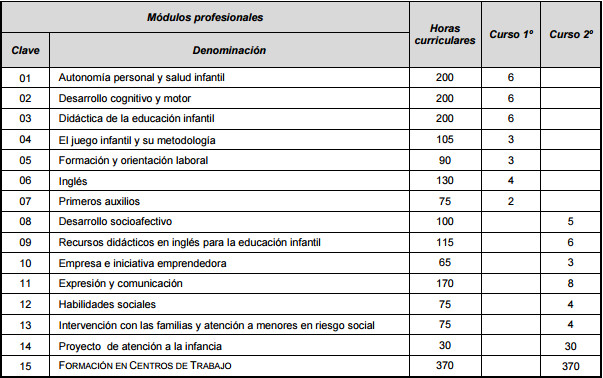 Módulos profesionales Horas curriculares Curso 1º Curso 2º
Clave Denominación
01 Autonomía personal y salud infantil 200 6
02 Desarrollo cognitivo y motor 200 6
03 Didáctica de la educación infantil 200 6
04 El juego infantil y su metodología 105 3
05 Formación y orientación laboral 90 3
06 Inglés 130 4
07 Primeros auxilios 75 2
08 Desarrollo socioafectivo 100 5
09 Recursos didácticos en inglés para la educación infantil 115 6
10 Empresa e iniciativa emprendedora 65 3
11 Expresión y comunicación 170 8
12 Habilidades sociales 75 4
13 Intervención con las familias y atención a menores en riesgo social 75 4
14 Proyecto de atención a la infancia 30 30
15 FORMACIÓN EN CENTROS DE TRABAJO 370 370